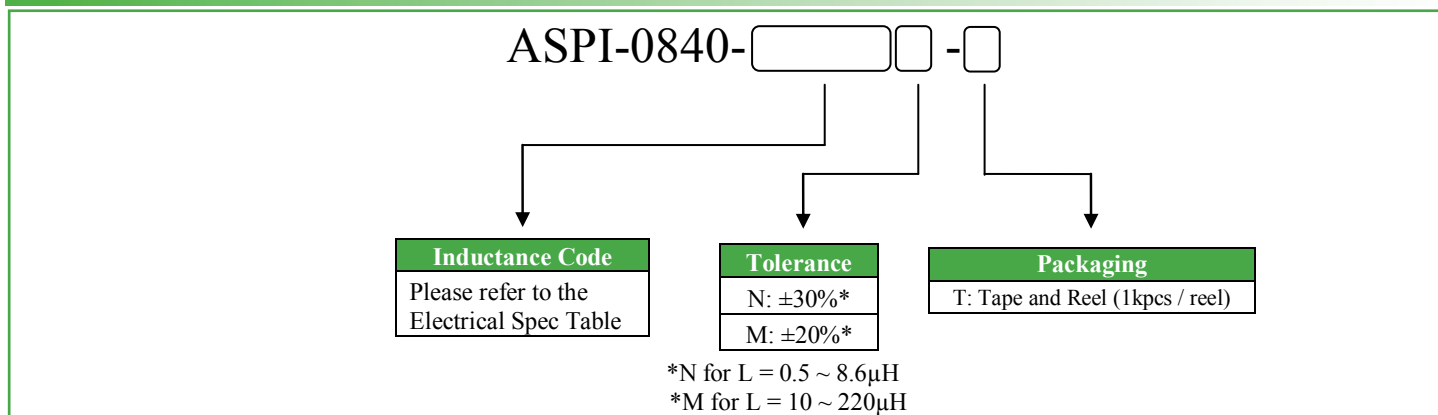 ASPI-0840- -
Inductance Code
Please refer to the
Electrical Spec Table
Tolerance
N: ±30%*
M: ±20%*
*N for L = 0.5 ~ 8.6µH
*M for L = 10 ~ 220µH
Packaging
T: Tape and Reel (1kpcs / reel)